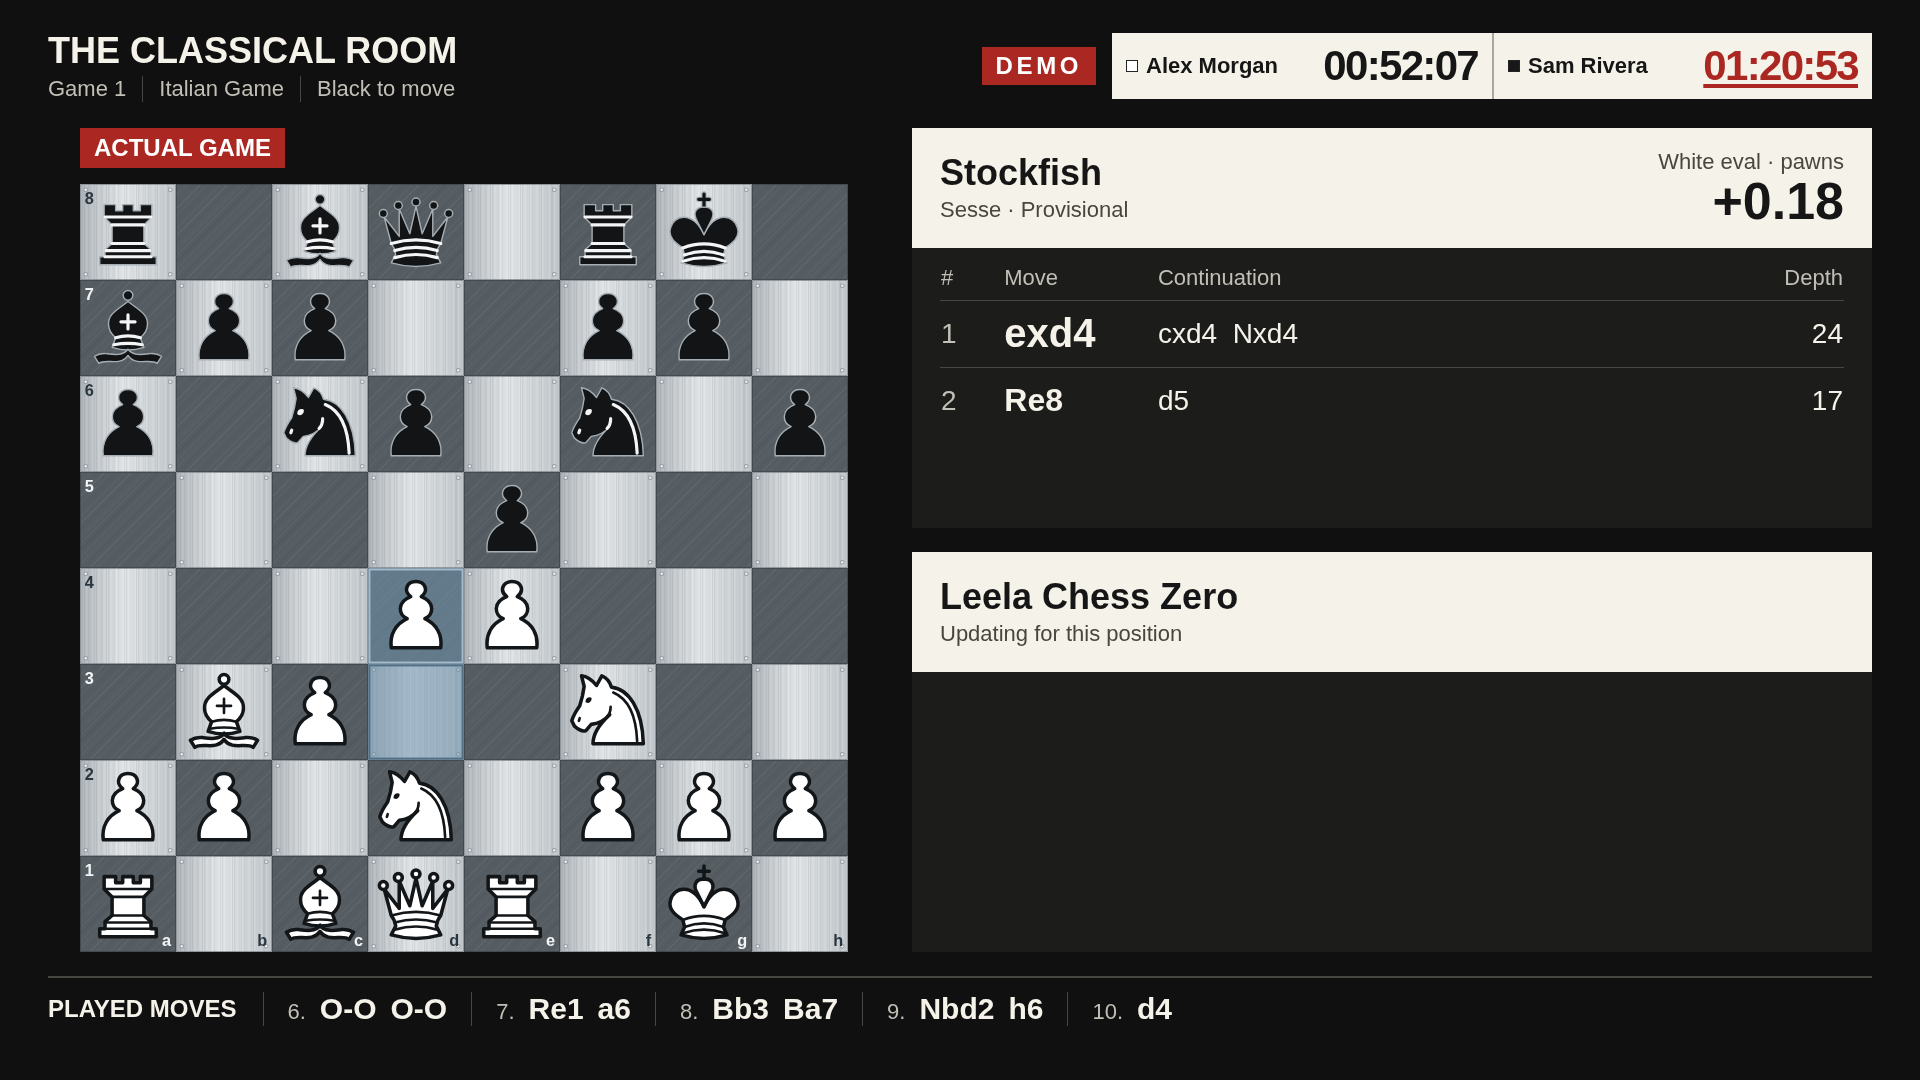 THE CLASSICAL ROOM
Game 1 Italian Game Black to move
DEMO
Alex Morgan 00:52:07
Sam Rivera 01:20:53
ACTUAL GAME
8
7
6
5
4
3
2
1
a b c d e f g h
Stockfish
Sesse · Provisional
White eval · pawns
+0.18
# Move Continuation Depth
1 exd4 cxd4 Nxd4 24
2 Re8 d5 17
Leela Chess Zero
Updating for this position
PLAYED MOVES 6. O-O O-O 7. Re1 a6 8. Bb3 Ba7 9. Nbd2 h6 10. d4